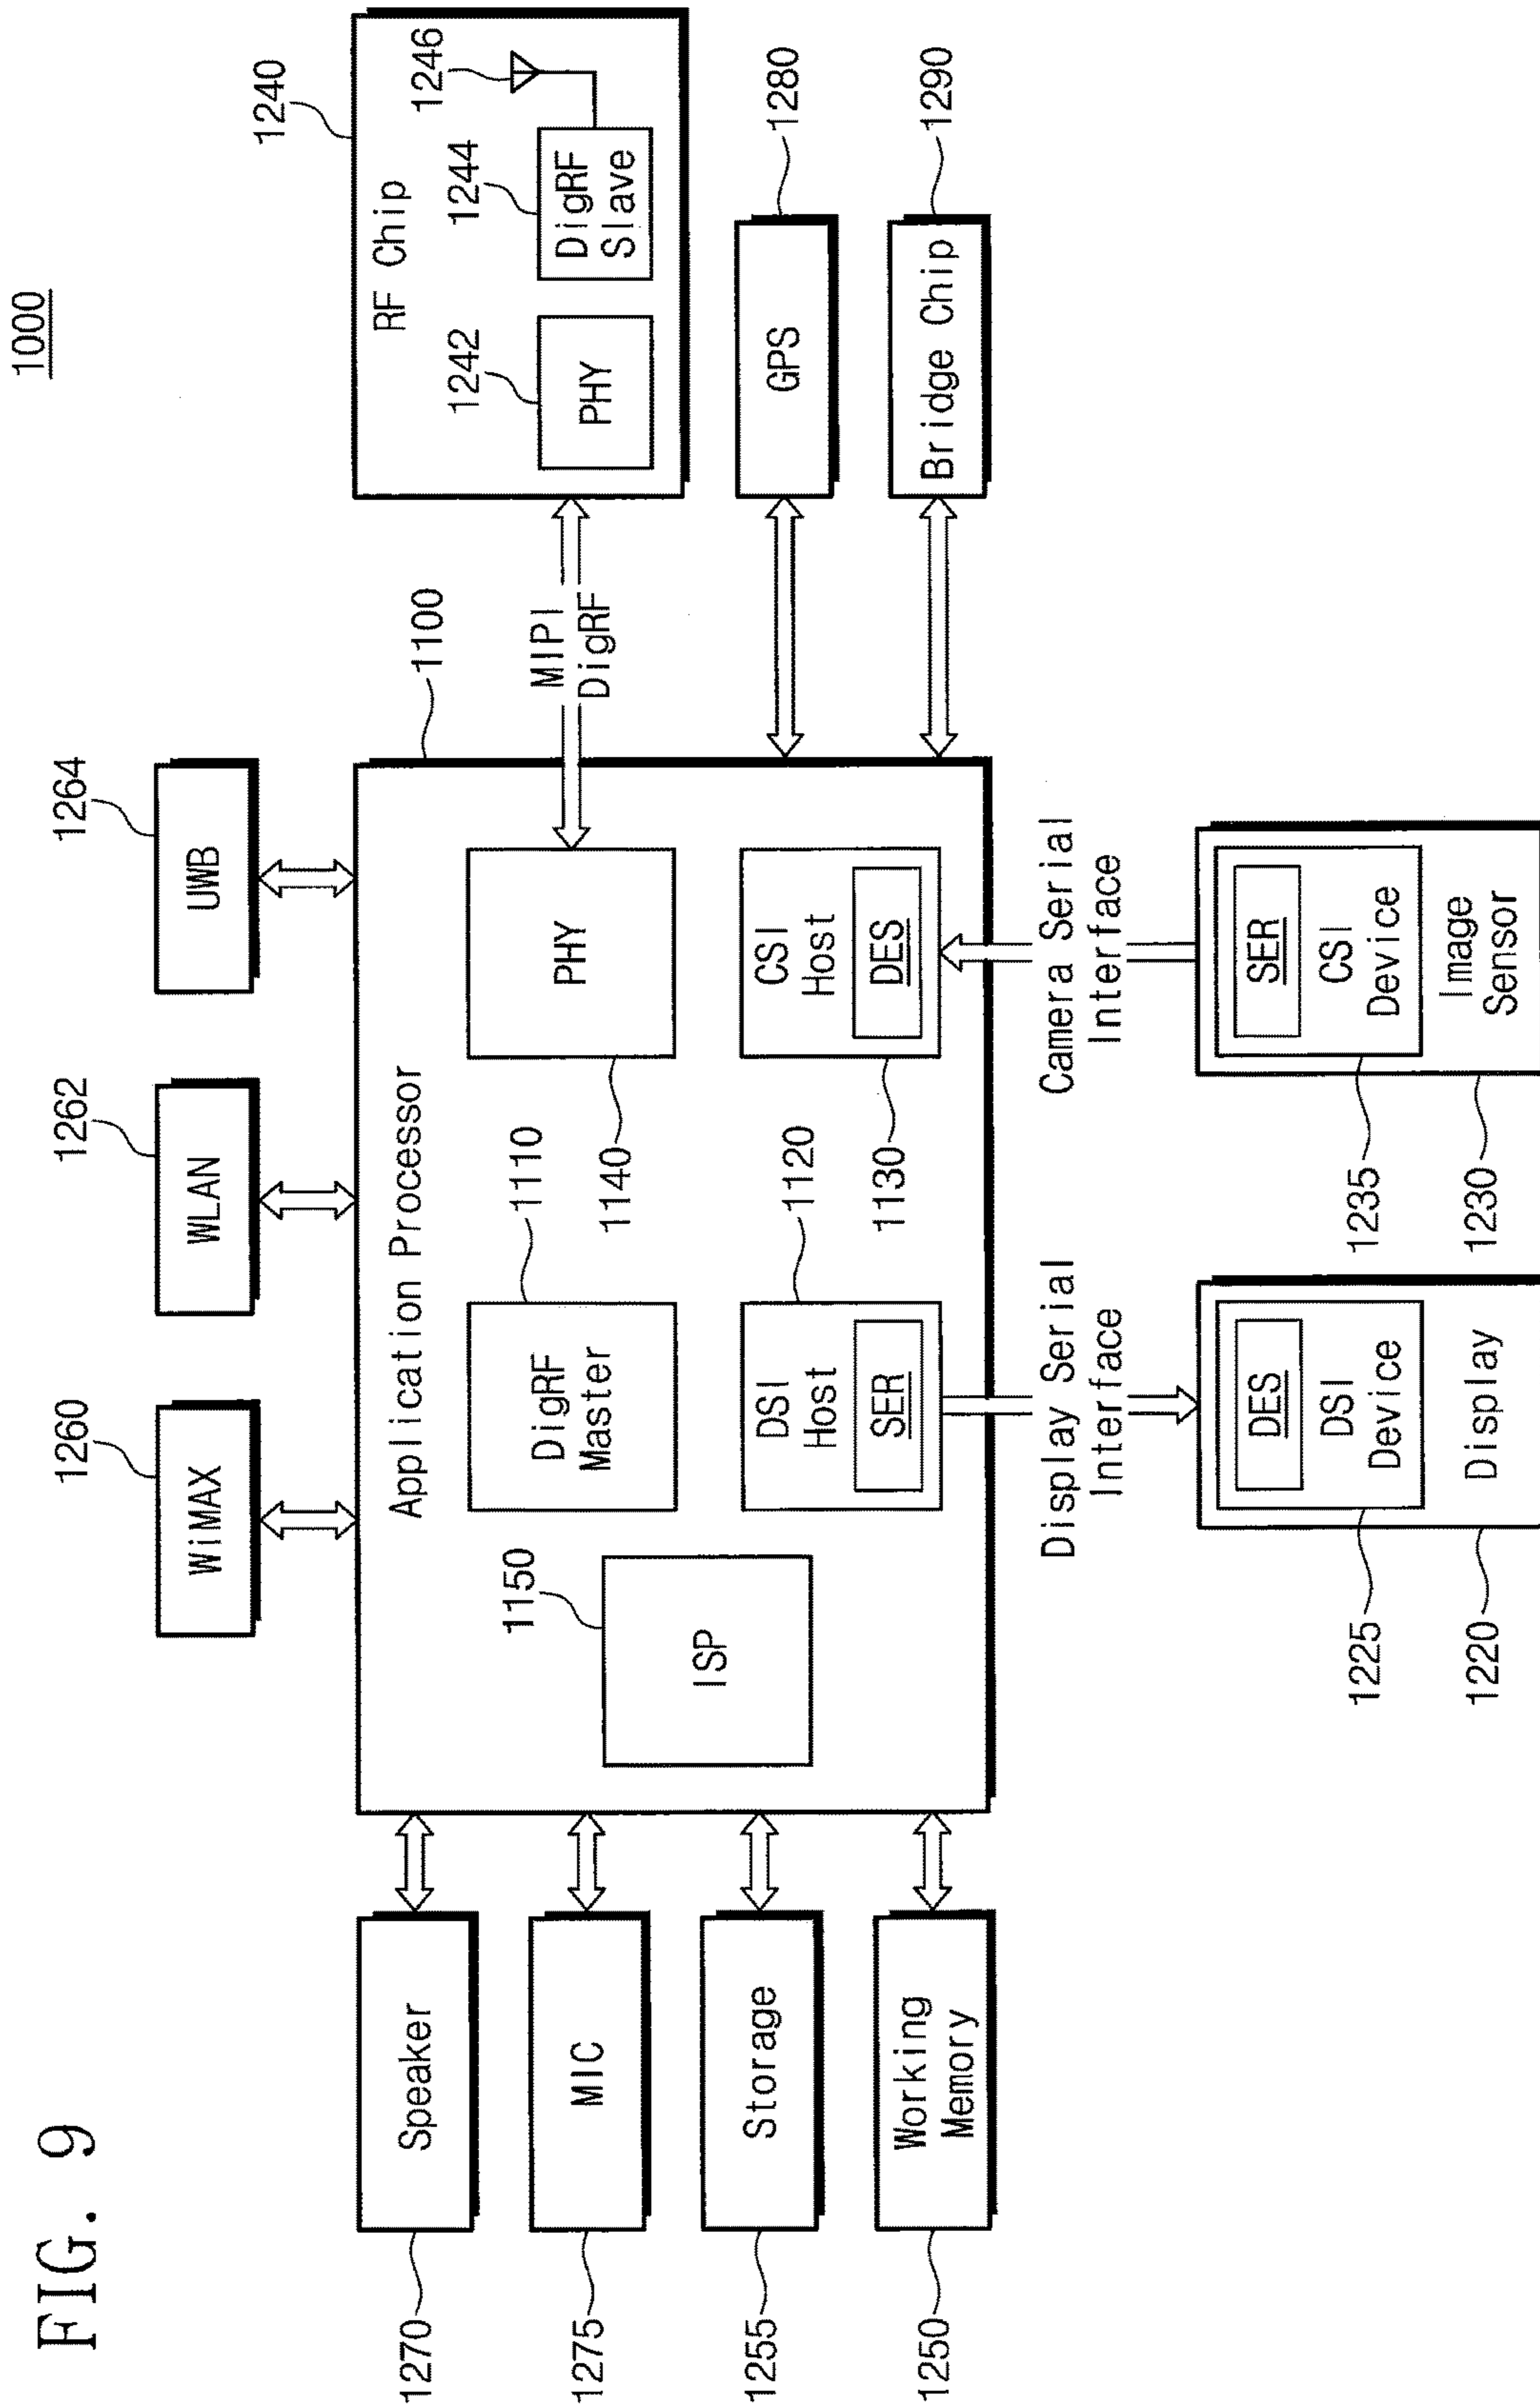 FIG. 9
1000
1260
1262
1264
WiMAX
WLAN
UWB
1100
1240
RF Chip
1242
1244
1246
PHY
DigRF
Slave
MIPI
DigRF
1280
GPS
1290
Bridge Chip
Application Processor
1150
ISP
1110
DigRF
Master
PHY
1140
1120
DSI
Host
SER
CSI
Host
DES
1130
1270
Speaker
1275
MIC
1255
Storage
1250
Working
Memory
Display Serial
Interface
Camera Serial
Interface
DES
DSI
Device
Display
1225
1220
SER
CSI
Device
Image
Sensor
1235
1230